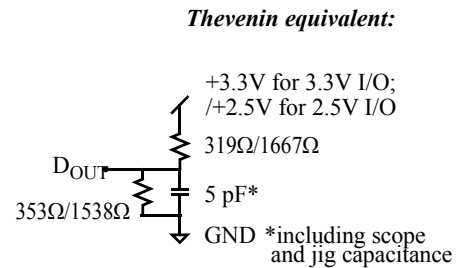 Thevenin equivalent:
+3.3V for 3.3V I/O;
/+2.5V for 2.5V I/O
319Ω/1667Ω
DOUT
5 pF*
353Ω/1538Ω
GND *including scope
and jig capacitance